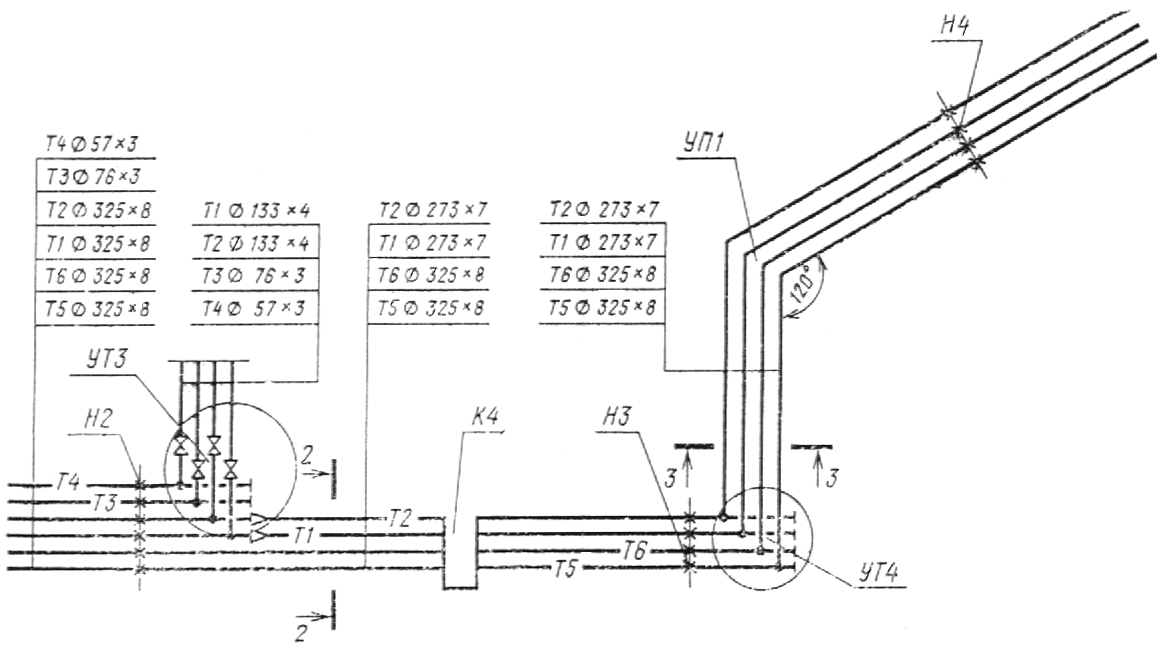 Н4
УП1
Т4 Ø 57×3
Т3 Ø 76×3
Т2 Ø 325×8
Т1 Ø 325×8
Т6 Ø 325×8
Т5 Ø 325×8
Т1 Ø 133×4
Т2 Ø 133×4
Т3 Ø 76×3
Т4 Ø 57×3
Т2 Ø 273×7
Т1 Ø 273×7
Т6 Ø 325×8
Т5 Ø 325×8
Т2 Ø 273×7
Т1 Ø 273×7
Т6 Ø 325×8
Т5 Ø 325×8
120°
УТ3
Н2
К4
Н3
2
3
3
Т4
Т3
Т2
Т1
Т6
Т5
УТ4
2